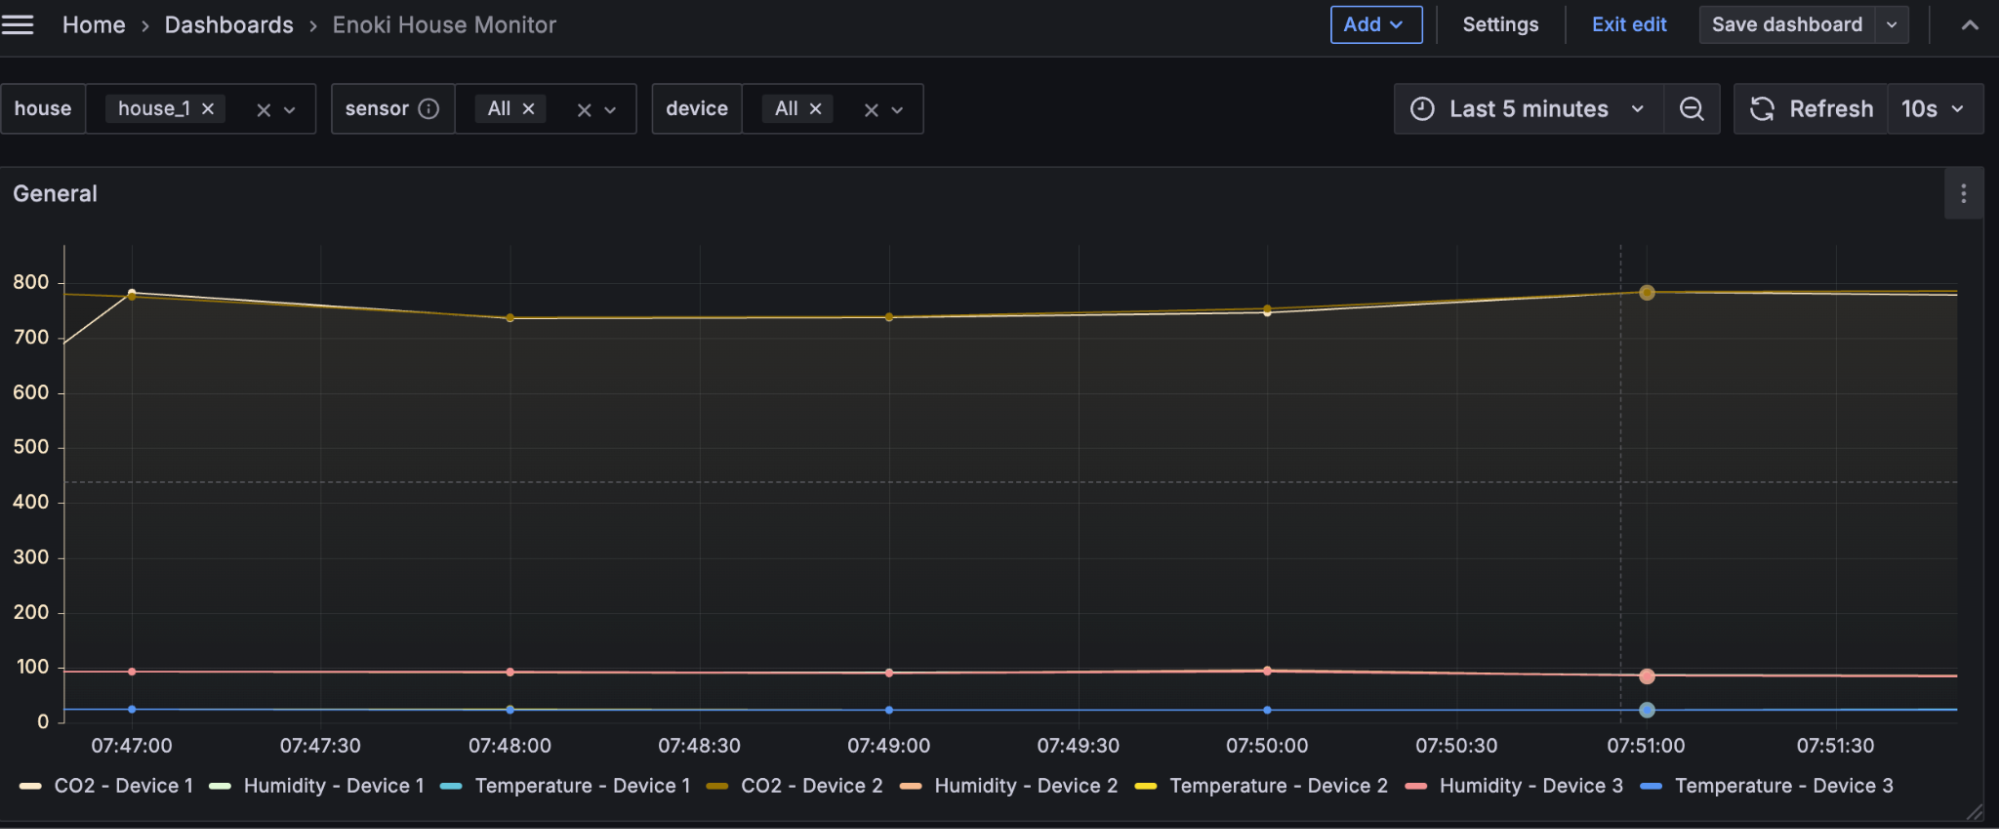 Home › Dashboards › Enoki House Monitor Add Settings Exit edit Save dashboard
house house_1 sensor All device All Last 5 minutes Refresh 10s
General
800
700
600
500
400
300
200
100
0
07:47:00 07:47:30 07:48:00 07:48:30 07:49:00 07:49:30 07:50:00 07:50:30 07:51:00 07:51:30
CO2 - Device 1 Humidity - Device 1 Temperature - Device 1 CO2 - Device 2 Humidity - Device 2 Temperature - Device 2 Humidity - Device 3 Temperature - Device 3